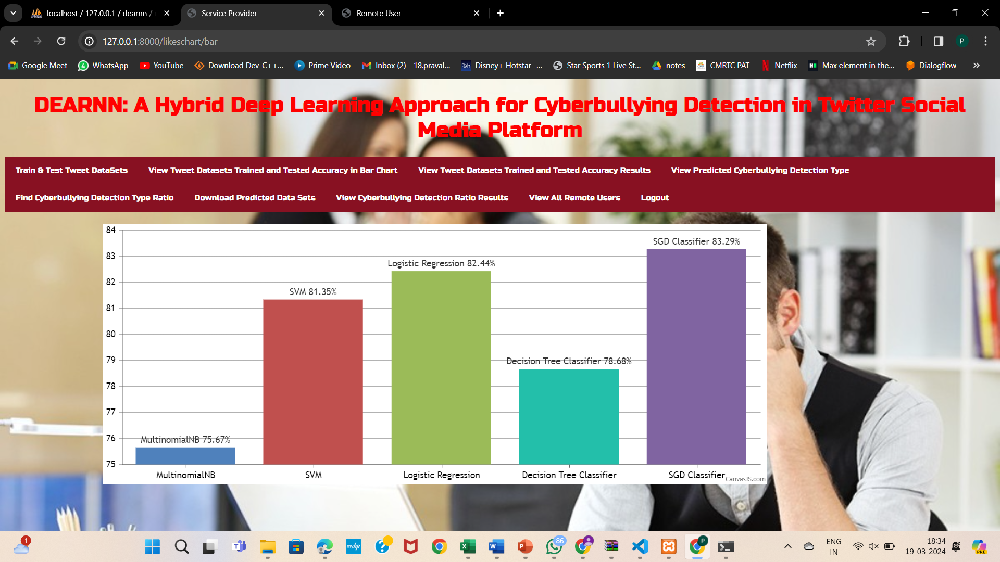 localhost / 127.0.0.1 / dearnn /
Service Provider
Remote User
127.0.0.1:8000/likeschart/bar
P
Google Meet
WhatsApp
YouTube
Download Dev-C++...
Prime Video
Inbox (2) - 18.praval...
Disney+ Hotstar -...
Star Sports 1 Live St...
notes
CMRTC PAT
Netflix
Max element in the...
Dialogflow
DEARNN: A Hybrid Deep Learning Approach for Cyberbullying Detection in Twitter Social
Media Platform
Train & Test Tweet DataSets
View Tweet Datasets Trained and Tested Accuracy in Bar Chart
View Tweet Datasets Trained and Tested Accuracy Results
View Predicted Cyberbullying Detection Type
Find Cyberbullying Detection Type Ratio
Download Predicted Data Sets
View Cyberbullying Detection Ratio Results
View All Remote Users
Logout
84
83
82
81
80
79
78
77
76
75
MultinomialNB 75.67%
SVM 81.35%
Logistic Regression 82.44%
Decision Tree Classifier 78.68%
SGD Classifier 83.29%
MultinomialNB
SVM
Logistic Regression
Decision Tree Classifier
SGD Classifier
CanvasJS.com
1
myhp
86
P
ENG
IN
18:34
19-03-2024
PRE